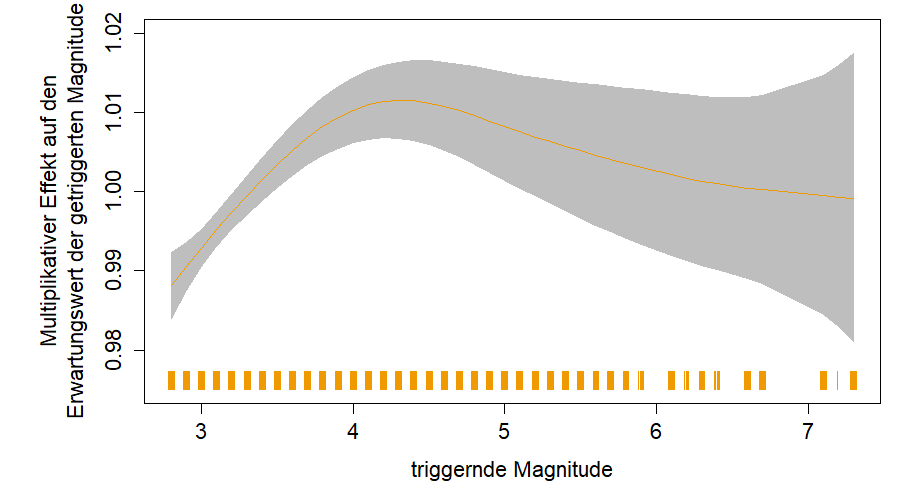 Multiplikativer Effekt auf den
Erwartungswert der getriggerten Magnitude
1.02
1.01
1.00
0.99
0.98
3 4 5 6 7
triggernde Magnitude